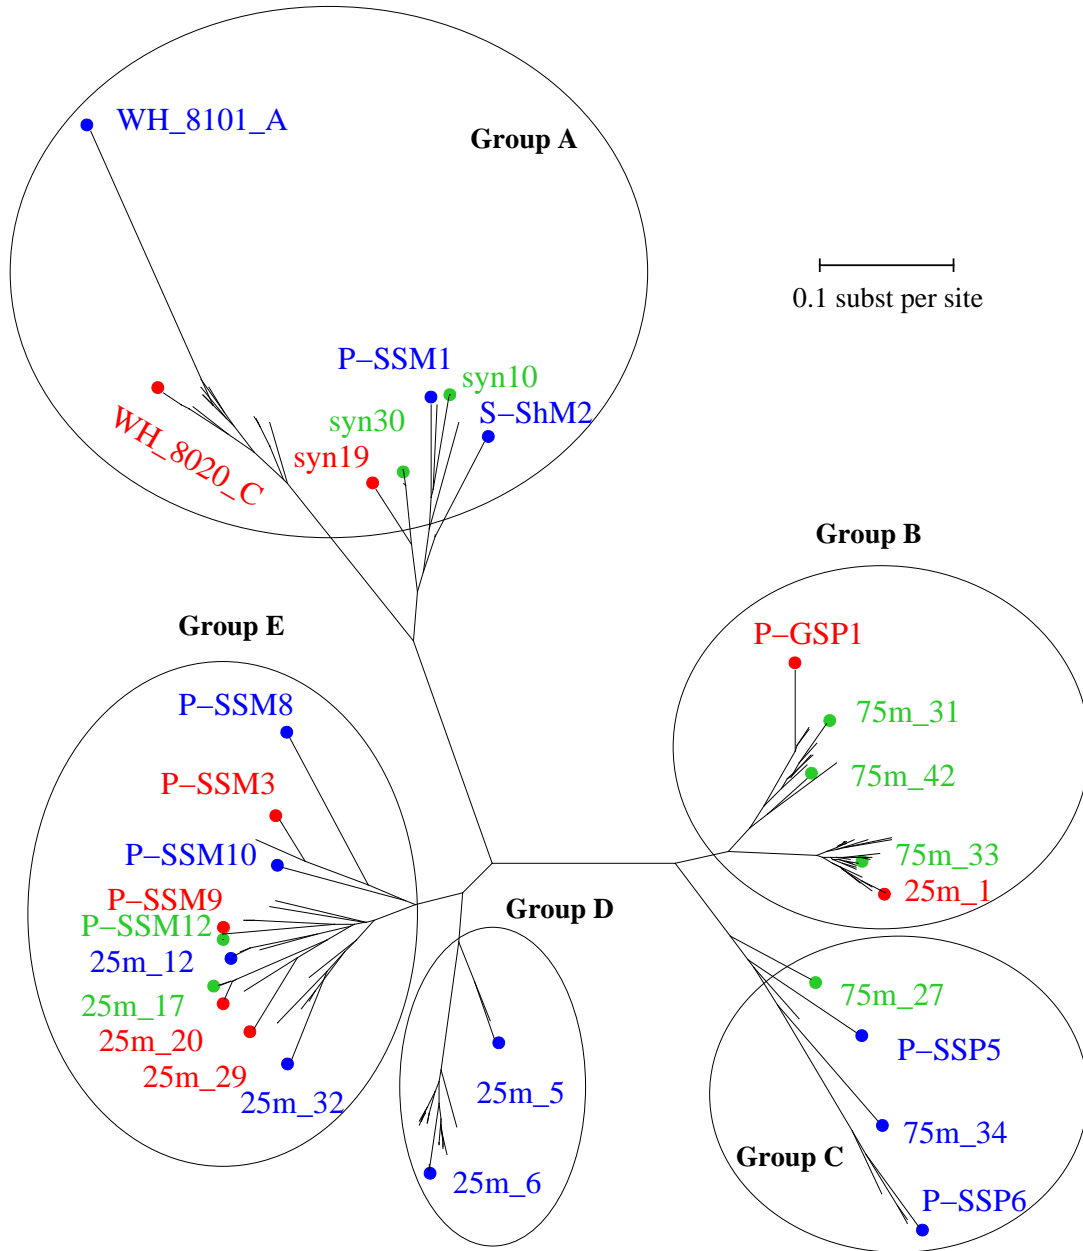 WH_8101_A
Group A
0.1 subst per site
P–SSM1
syn10
S–ShM2
syn30
syn19
WH_8020_C
Group B
Group E
P–GSP1
P–SSM8
75m_31
P–SSM3
75m_42
P–SSM10
75m_33
P–SSM9
25m_1
P–SSM12
Group D
25m_12
75m_27
25m_17
25m_20
P–SSP5
25m_29
25m_5
25m_32
75m_34
Group C
25m_6
P–SSP6